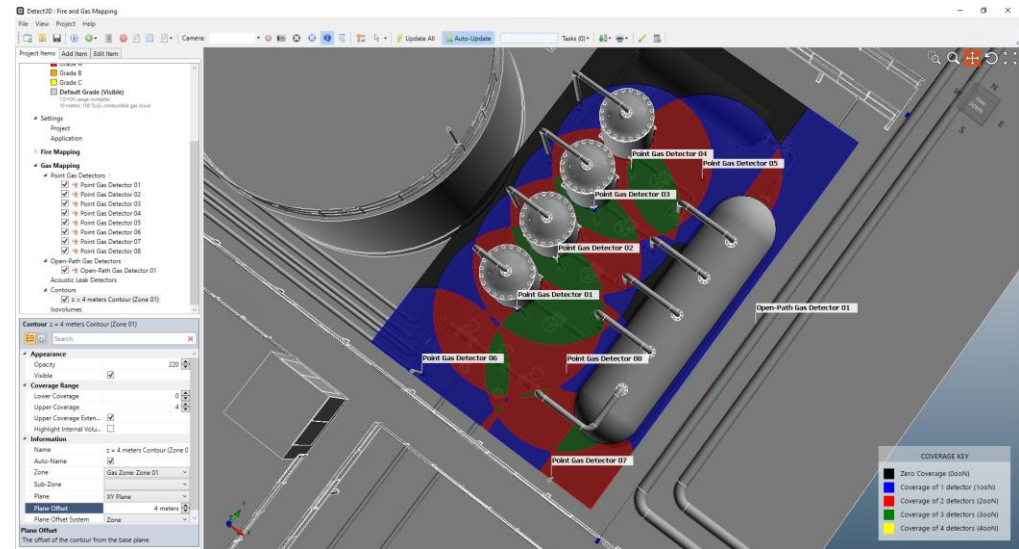 Detect3D : Fire and Gas Mapping
File View Project Help
Camera: Update All Auto-Update Tasks (0)
Project Items Add Item Edit Item
Grade A
Grade B
Grade C
Default Grade (Visible)
Settings
Project
Application
Fire Mapping
Gas Mapping
Point Gas Detectors
Point Gas Detector 01
Point Gas Detector 02
Point Gas Detector 03
Point Gas Detector 04
Point Gas Detector 05
Point Gas Detector 06
Point Gas Detector 07
Point Gas Detector 08
Open-Path Gas Detectors
Open-Path Gas Detector 01
Acoustic Leak Detectors
Contours
z = 4 meters Contour (Zone 01)
Isovolumes
Contour z = 4 meters Contour (Zone 01)
Search
Appearance
Opacity 220
Visible
Coverage Range
Lower Coverage 0
Upper Coverage 4
Upper Coverage Exten...
Highlight Internal Volu...
Information
Name z = 4 meters Contour (Zone 0
Auto-Name
Zone Gas Zone: Zone 01
Sub-Zone
Plane XY Plane
Plane Offset 4 meters
Plane Offset System Zone
Plane Offset
The offset of the contour from the base plane.
Point Gas Detector 04
Point Gas Detector 05
Point Gas Detector 03
Point Gas Detector 02
Point Gas Detector 01
Open-Path Gas Detector 01
Point Gas Detector 06
Point Gas Detector 08
Point Gas Detector 07
W
S
E
COVERAGE KEY
Zero Coverage (0ooN)
Coverage of 1 detector (1ooN)
Coverage of 2 detectors (2ooN)
Coverage of 3 detectors (3ooN)
Coverage of 4 detectors (4ooN)